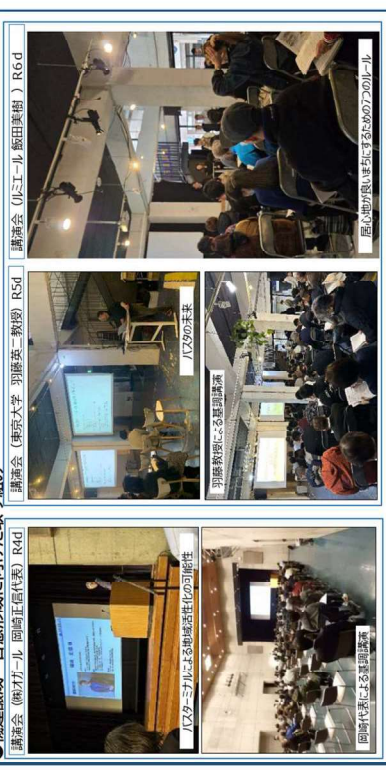 講演会（㈱オガール　岡崎正信代表）R4d
バスターミナルによる地域活性化の可能性
岡崎代表による基調講演
講演会（東京大学　羽藤英二教授）R5d
バスタの未来
羽藤教授による基調講演
講演会（ルミエール 飯田美樹 ）R6d
居心地が良いまちにするための7つのルール